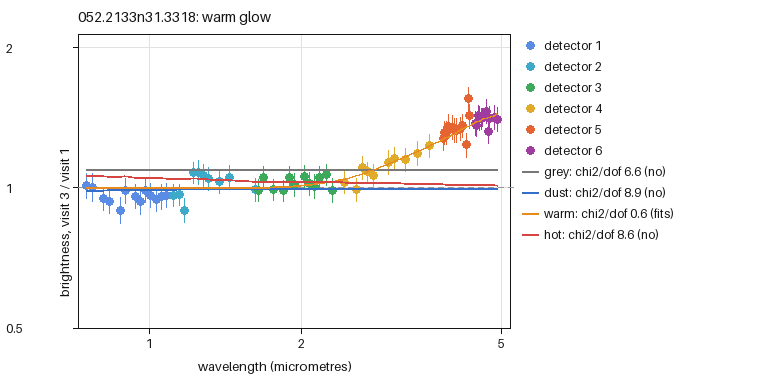 052.2133n31.3318: warm glow
2
1
0.5
brightness, visit 3 / visit 1
1
2
5
wavelength (micrometres)
detector 1
detector 2
detector 3
detector 4
detector 5
detector 6
grey: chi2/dof 6.6 (no)
dust: chi2/dof 8.9 (no)
warm: chi2/dof 0.6 (fits)
hot: chi2/dof 8.6 (no)